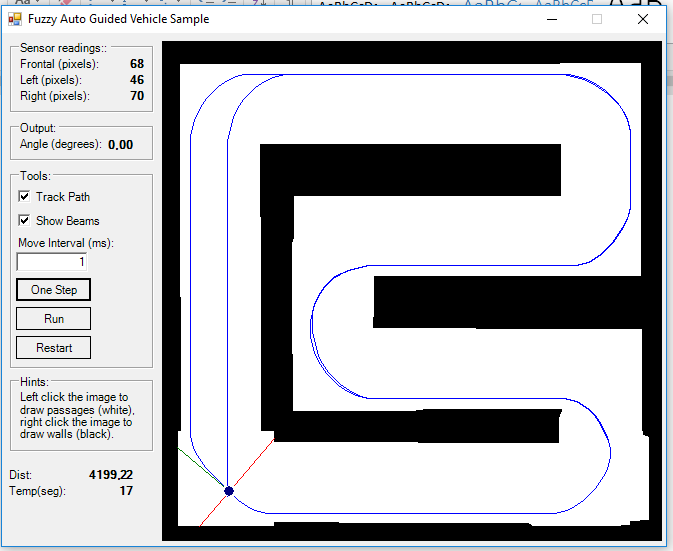 Fuzzy Auto Guided Vehicle Sample
Sensor readings::
Frontal (pixels): 68
Left (pixels): 46
Right (pixels): 70
Output:
Angle (degrees): 0,00
Tools:
Track Path
Show Beams
Move Interval (ms):
1
One Step
Run
Restart
Hints:
Left click the image to
draw passages (white),
right click the image to
draw walls (black).
Dist: 4199,22
Temp(seg): 17